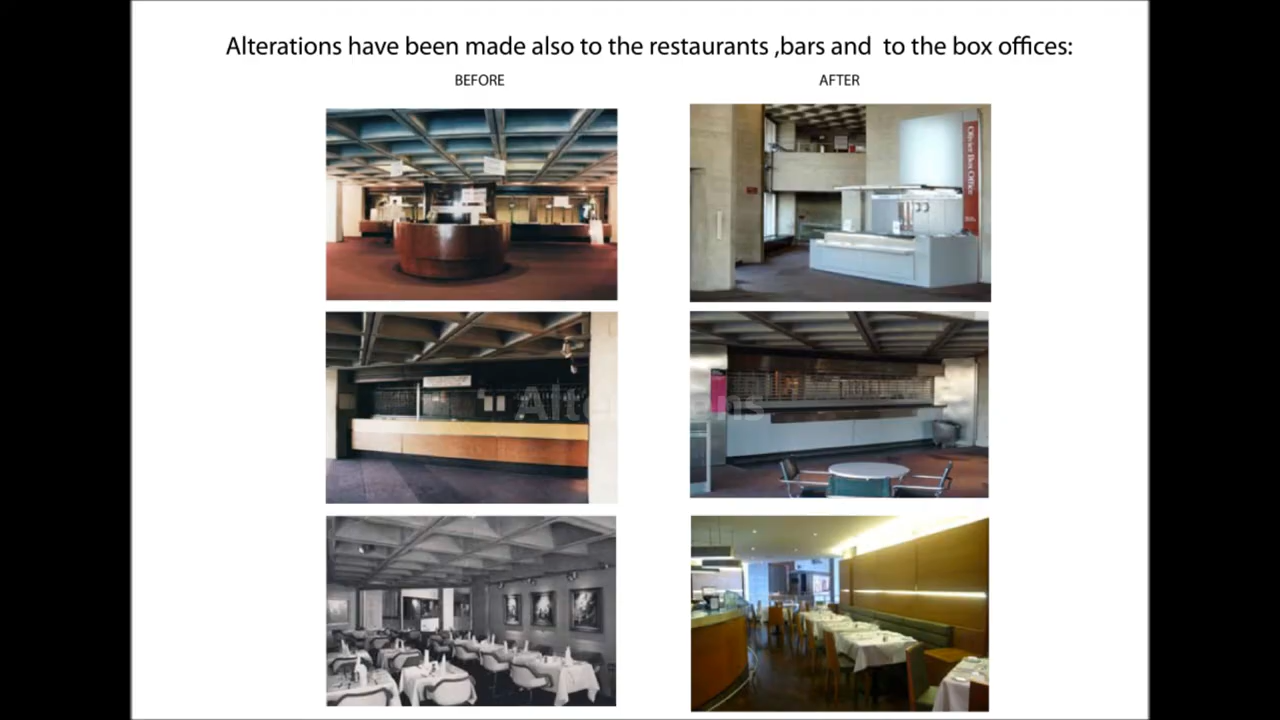 Alterations have been made also to the restaurants ,bars and  to the box offices:
BEFORE
AFTER
Olivier Box Office